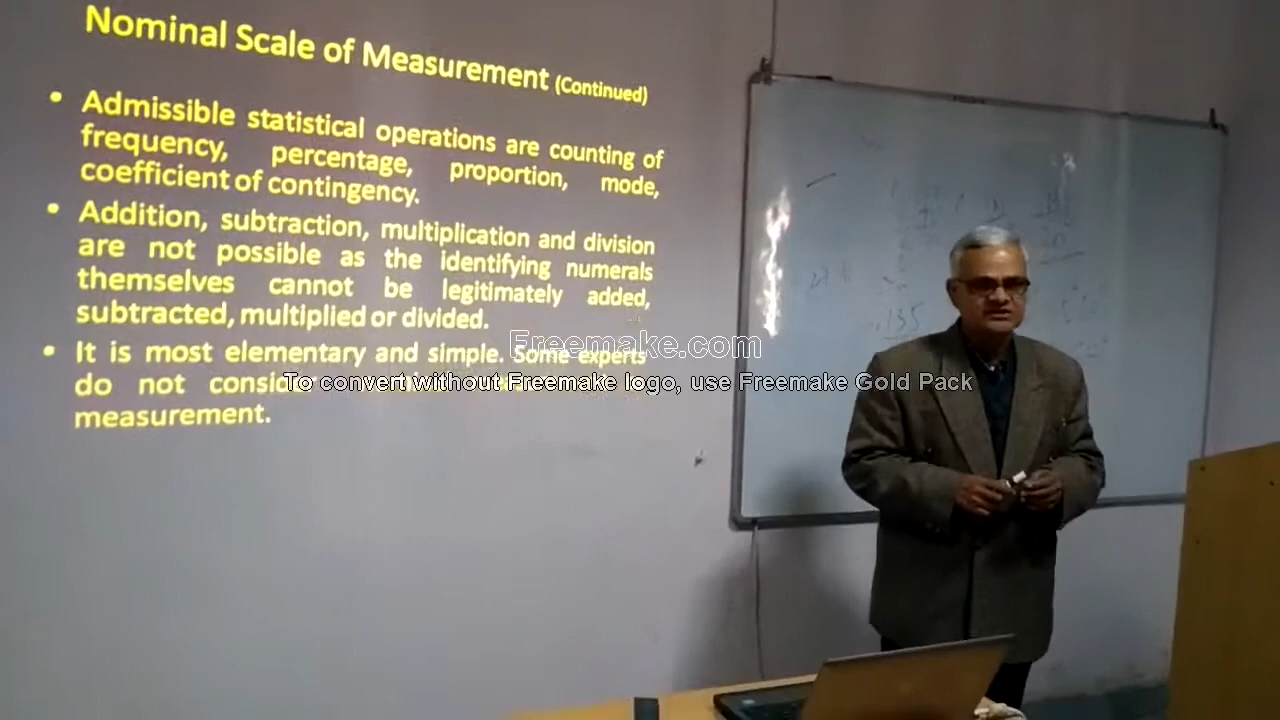 Nominal Scale of Measurement (Continued)
• Admissible statistical operations are counting of
frequency, percentage, proportion, mode,
coefficient of contingency.
• Addition, subtraction, multiplication and division
are not possible as the identifying numerals
themselves cannot be legitimately added,
subtracted, multiplied or divided.
• It is most elementary and simple. Some experts
do not consider
measurement.
Freemake.com
To convert without Freemake logo, use Freemake Gold Pack
135